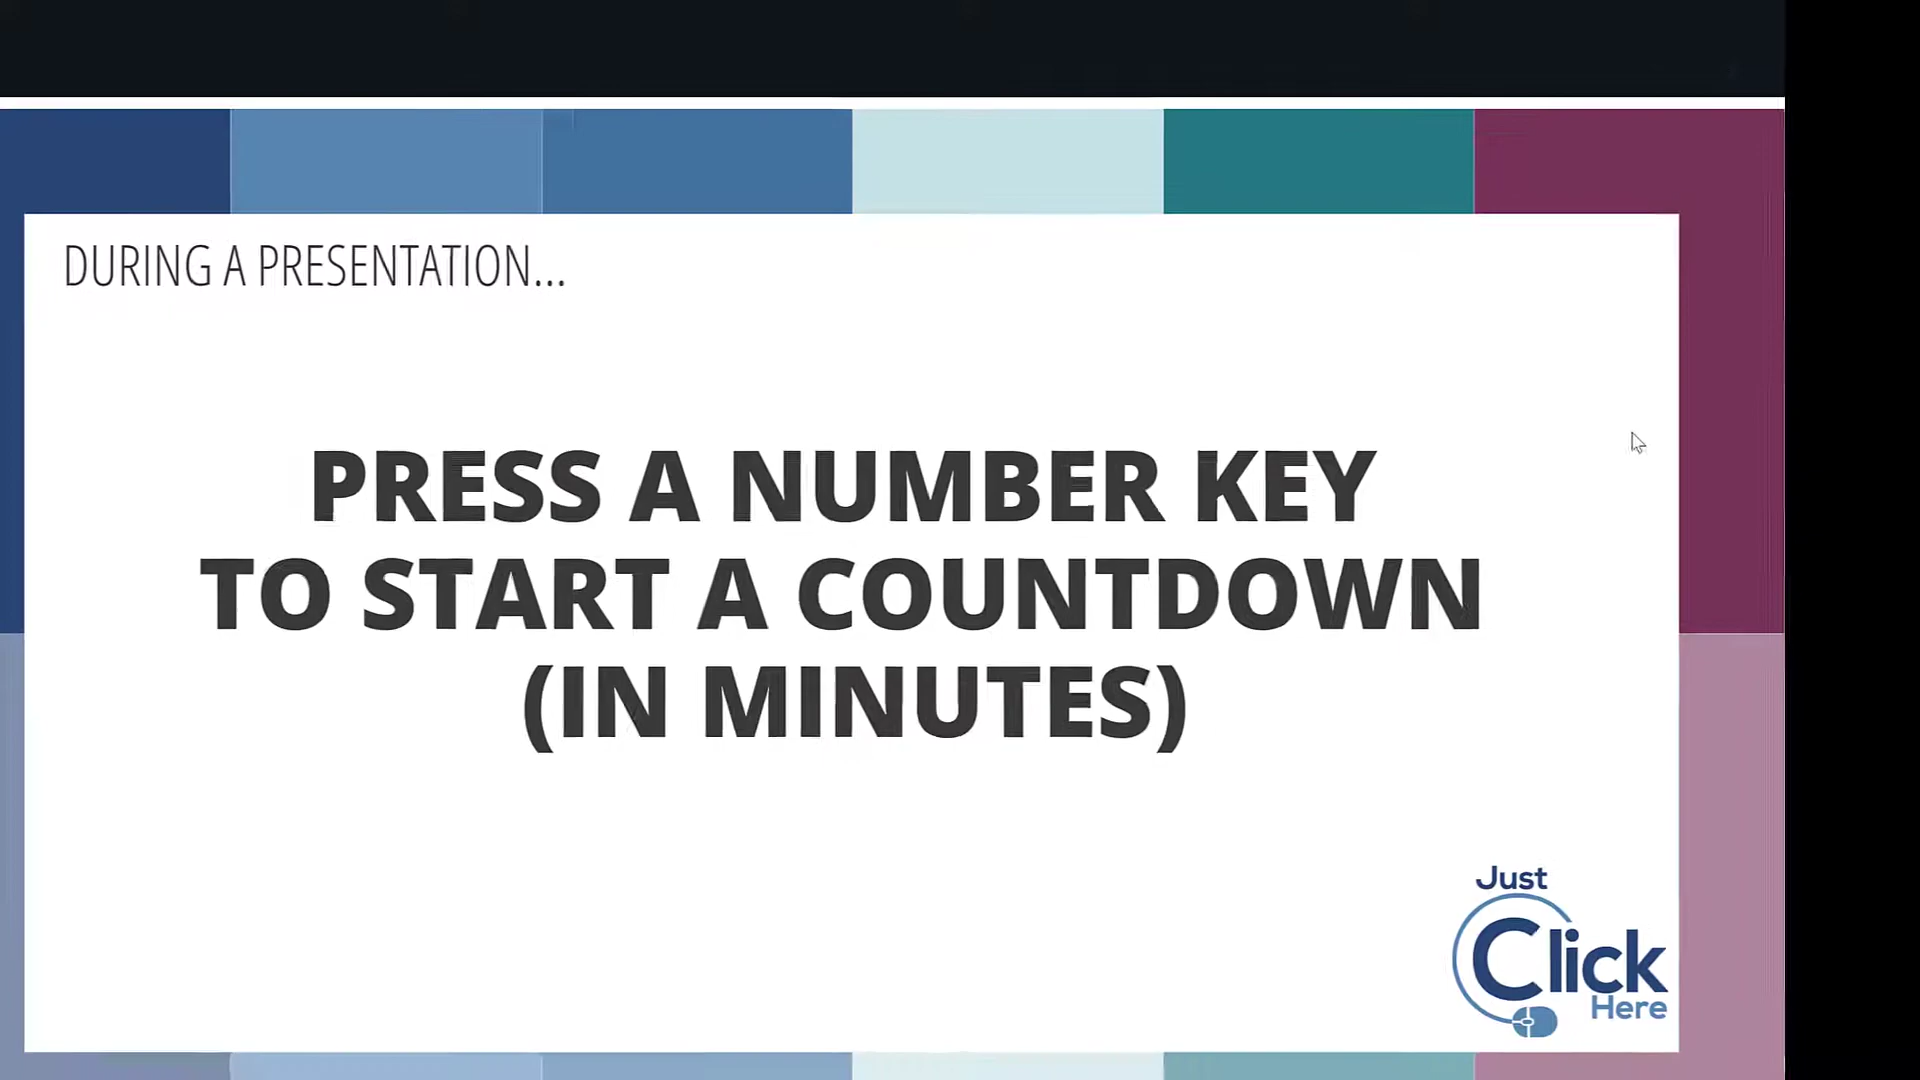 DURING A PRESENTATION...
PRESS A NUMBER KEY
TO START A COUNTDOWN
(IN MINUTES)
Just
Click
Here